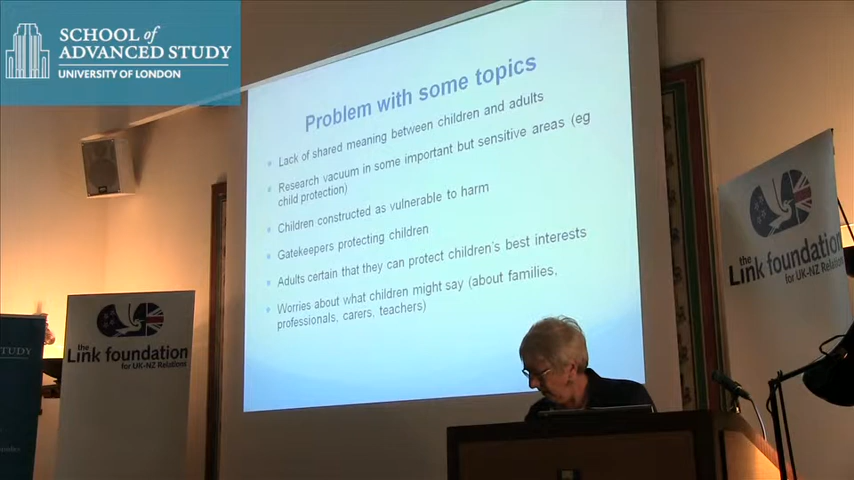 SCHOOL of
ADVANCED STUDY
UNIVERSITY OF LONDON
Problem with some topics
Lack of shared meaning between children and adults
Research vacuum in some important but sensitive areas (eg
child protection)
Children constructed as vulnerable to harm
Gatekeepers protecting children
Adults certain that they can protect children's best interests
Worries about what children might say (about families,
professionals, carers, teachers)
the
Link foundation
for UK-NZ Relations
the
Link foundation
for UK-NZ Relations
STUDY